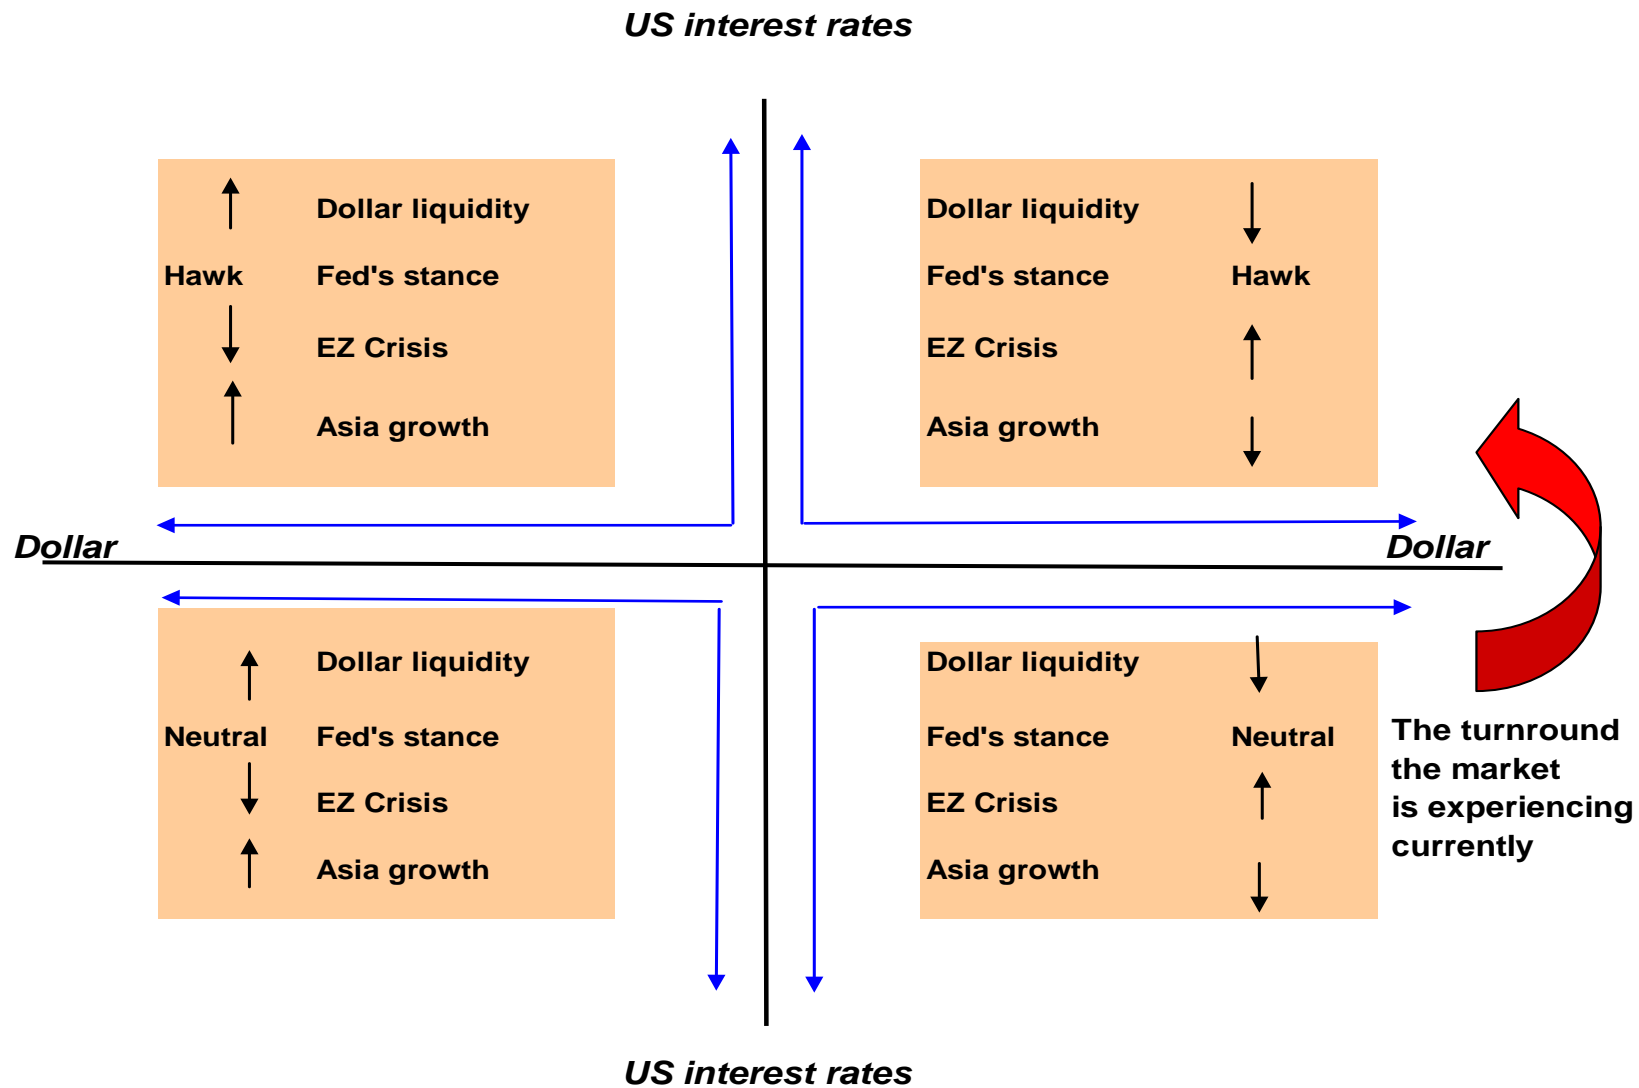 US interest rates
Dollar liquidity
Hawk Fed's stance
EZ Crisis
Asia growth
Dollar liquidity
Fed's stance Hawk
EZ Crisis
Asia growth
Dollar
Dollar
Dollar liquidity
Neutral Fed's stance
EZ Crisis
Asia growth
Dollar liquidity
Fed's stance Neutral
EZ Crisis
Asia growth
The turnround
the market
is experiencing
currently
US interest rates